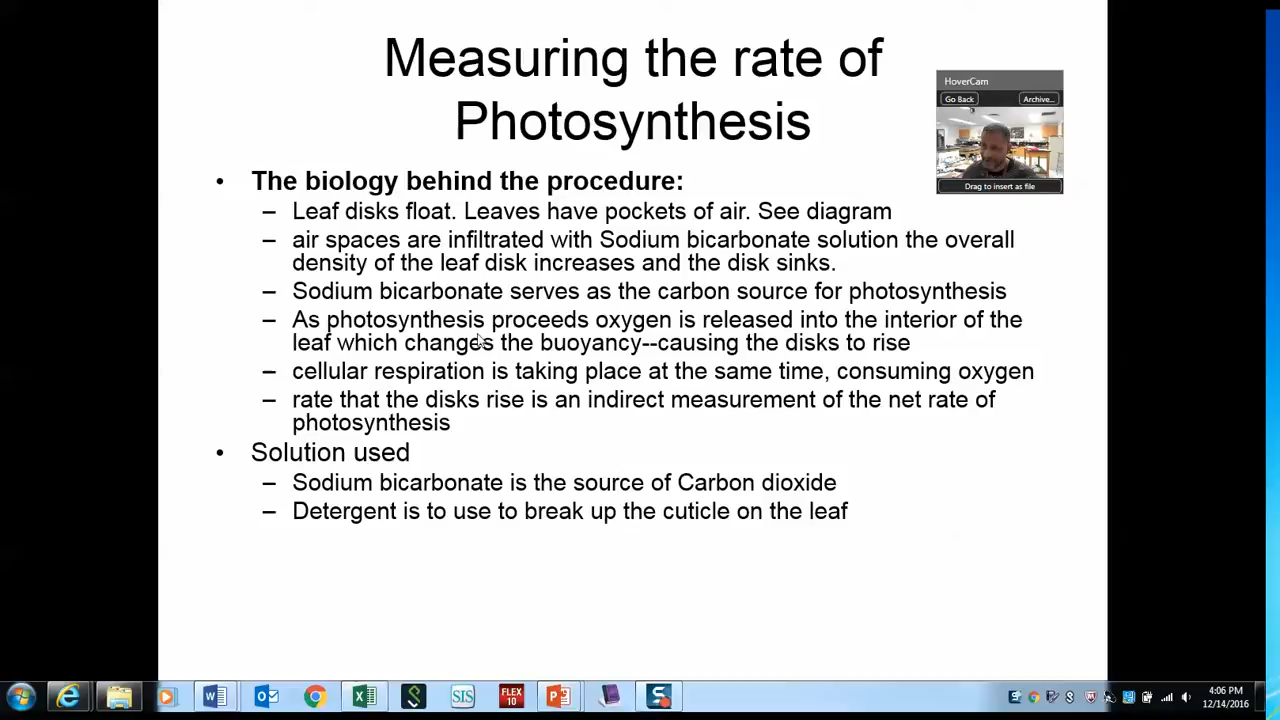 Measuring the rate of
Photosynthesis
HoverCam
Go Back
Archive...
Drag to insert as file
• The biology behind the procedure:
– Leaf disks float. Leaves have pockets of air. See diagram
– air spaces are infiltrated with Sodium bicarbonate solution the overall
density of the leaf disk increases and the disk sinks.
– Sodium bicarbonate serves as the carbon source for photosynthesis
– As photosynthesis proceeds oxygen is released into the interior of the
leaf which changes the buoyancy--causing the disks to rise
– cellular respiration is taking place at the same time, consuming oxygen
– rate that the disks rise is an indirect measurement of the net rate of
photosynthesis
• Solution used
– Sodium bicarbonate is the source of Carbon dioxide
– Detergent is to use to break up the cuticle on the leaf
SIS
FLEX
10
4:06 PM
12/14/2016